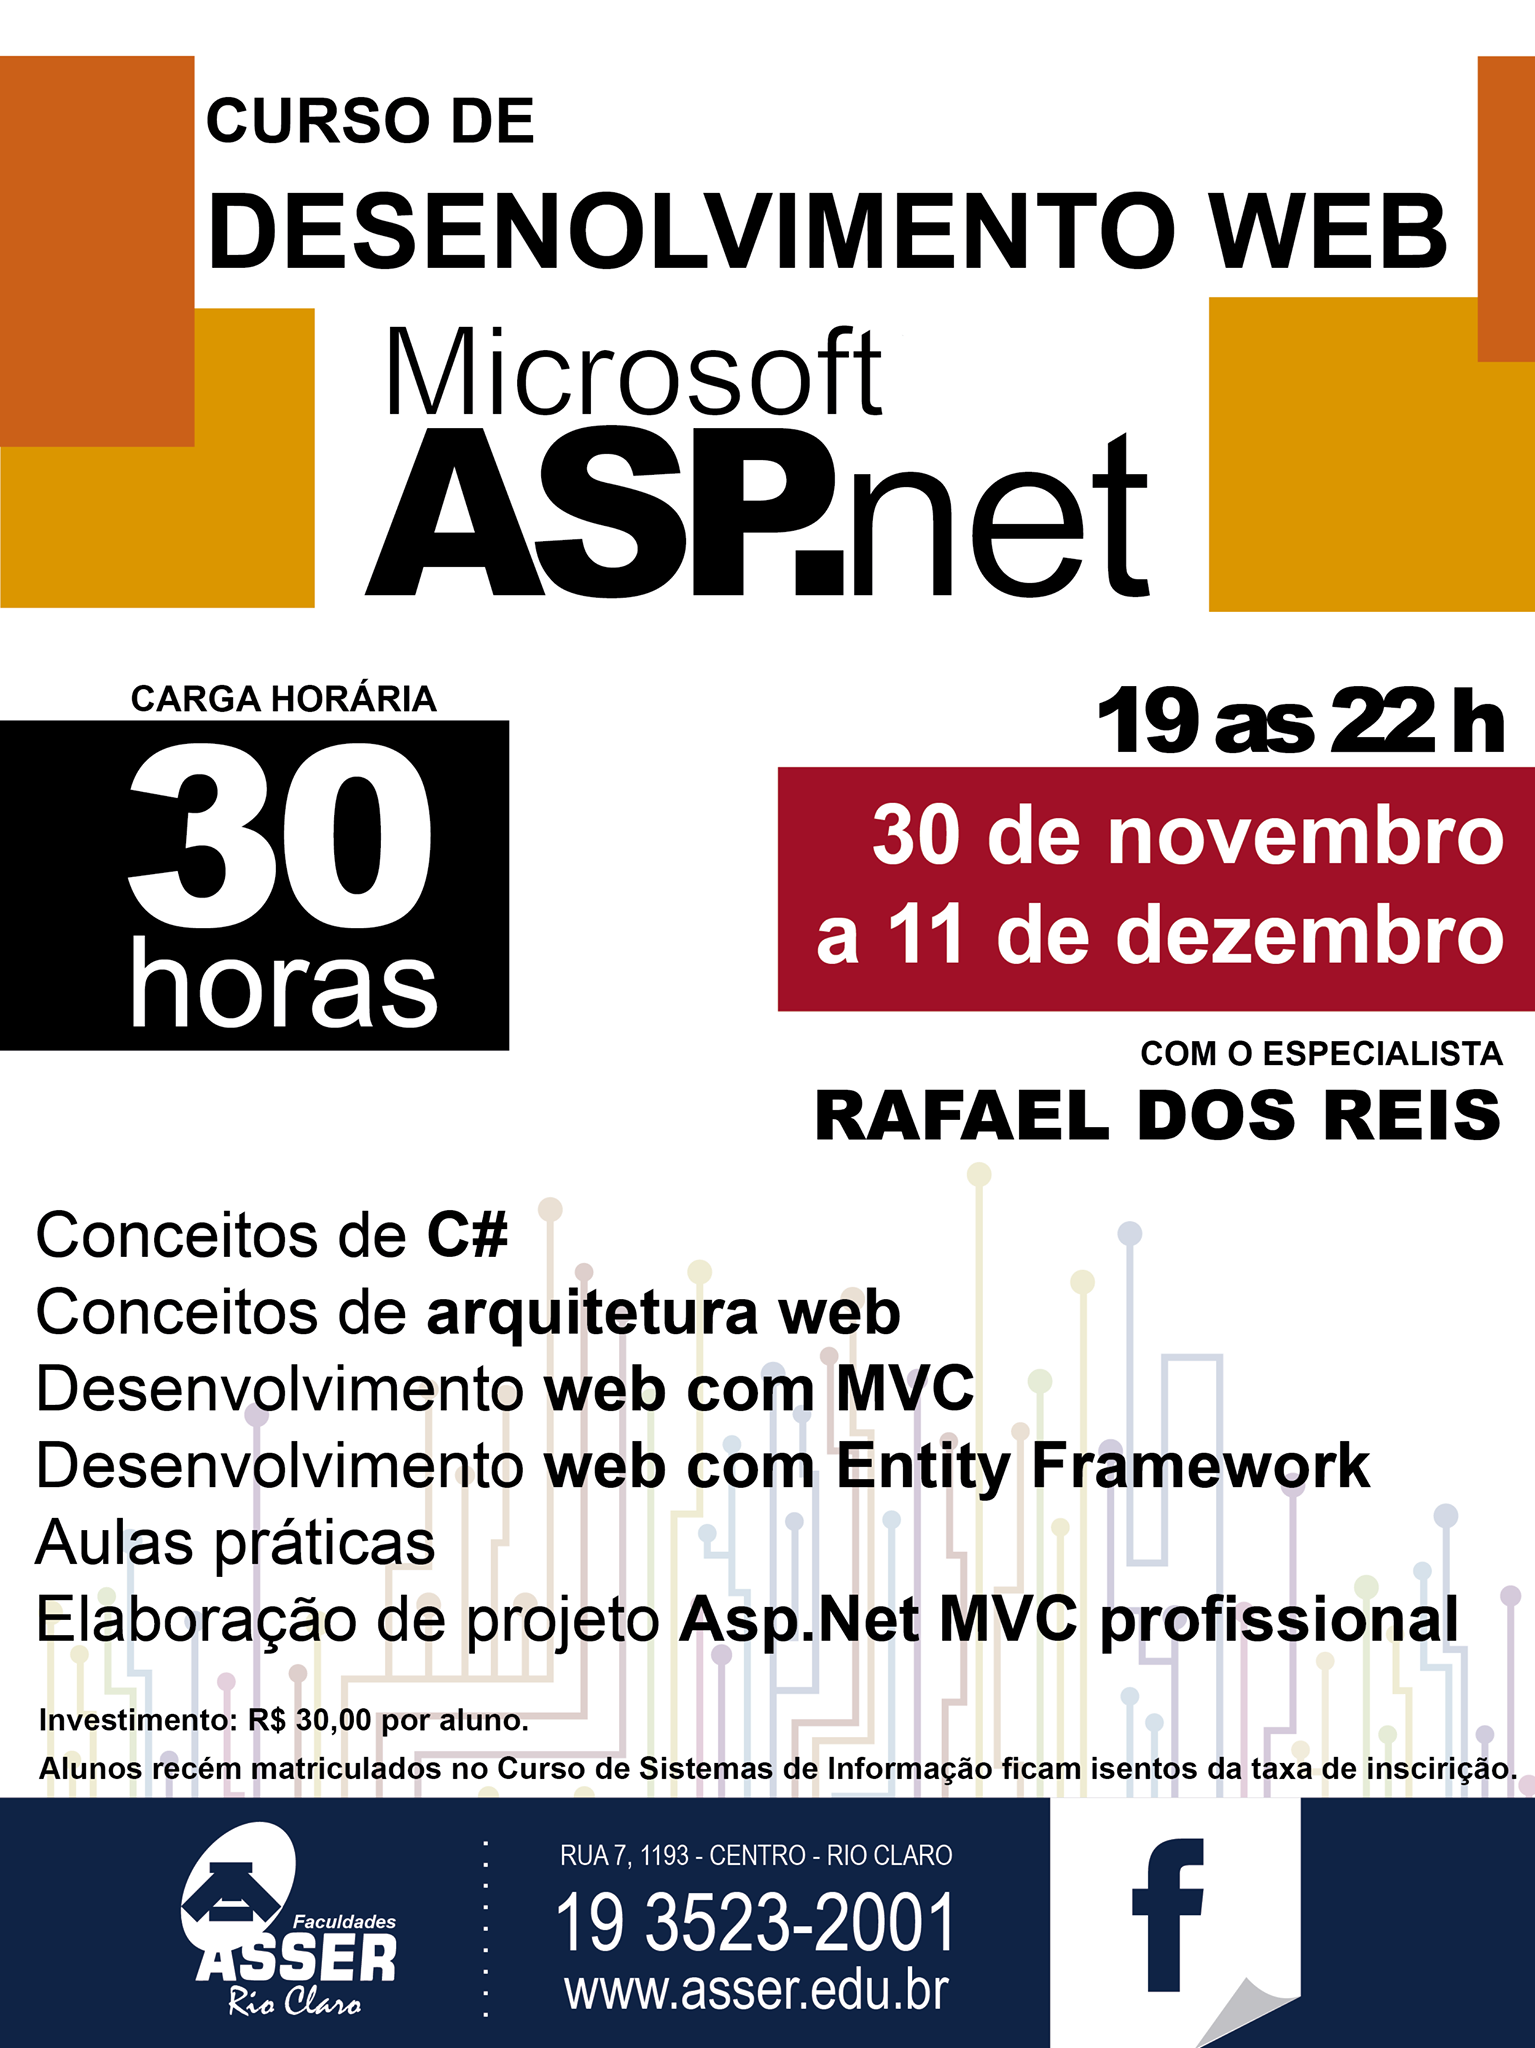 CURSO DE
DESENOLVIMENTO WEB
Microsoft
ASP.net
CARGA HORÁRIA
30
horas
19 as 22 h
30 de novembro
a 11 de dezembro
COM O ESPECIALISTA
RAFAEL DOS REIS
Conceitos de C#
Conceitos de arquitetura web
Desenvolvimento web com MVC
Desenvolvimento web com Entity Framework
Aulas práticas
Elaboração de projeto Asp.Net MVC profissional
Investimento: R$ 30,00 por aluno.
Alunos recém matriculados no Curso de Sistemas de Informação ficam isentos da taxa de inscirição.
Faculdades
ASSER
Rio Claro
RUA 7, 1193 - CENTRO - RIO CLARO
19 3523-2001
www.asser.edu.br
f